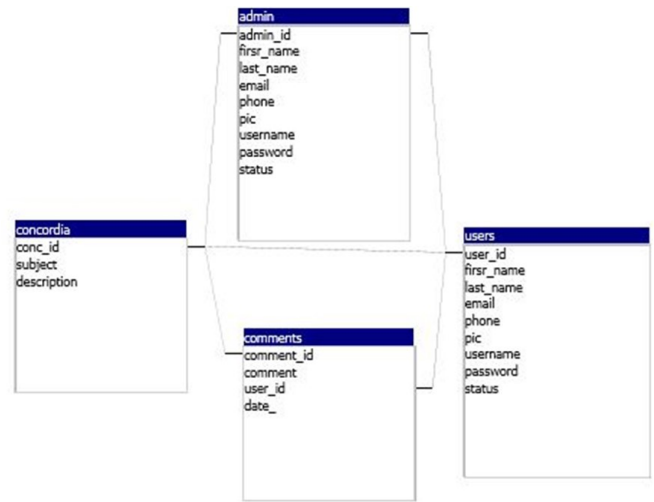 admin
admin_id
firsr_name
last_name
email
phone
pic
username
password
status
concordia
conc_id
subject
description
users
user_id
firsr_name
last_name
email
phone
pic
username
password
status
comments
comment_id
comment
user_id
date_